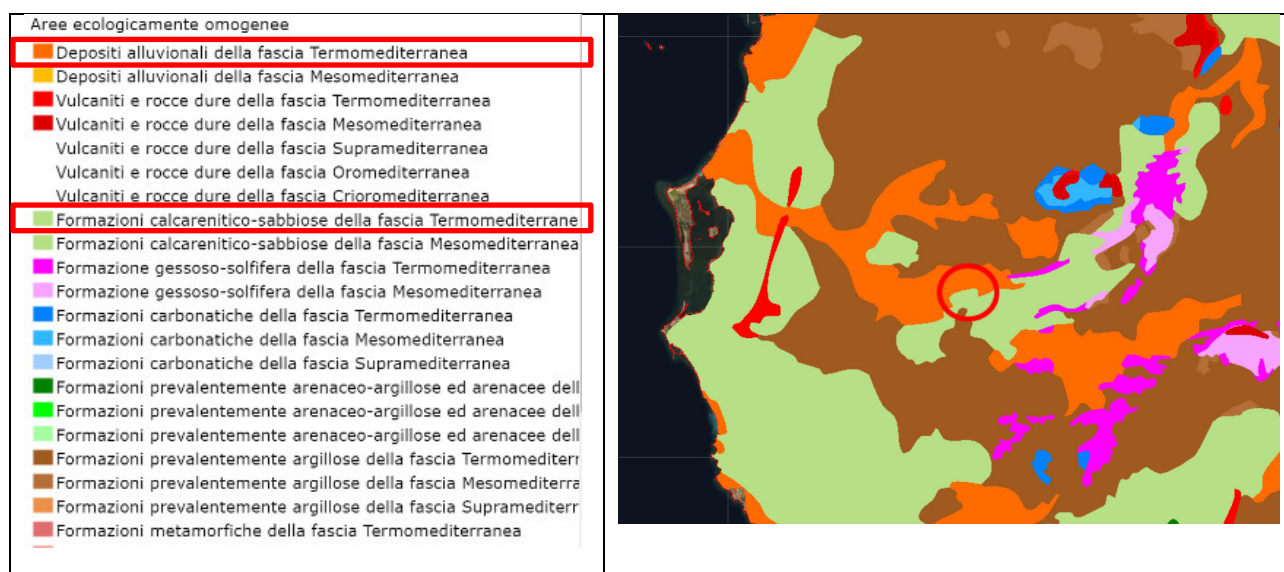 Aree ecologicamente omogenee
Depositi alluvionali della fascia Termomediterranea
Depositi alluvionali della fascia Mesomediterranea
Vulcaniti e rocce dure della fascia Termomediterranea
Vulcaniti e rocce dure della fascia Mesomediterranea
Vulcaniti e rocce dure della fascia Supramediterranea
Vulcaniti e rocce dure della fascia Oromediterranea
Vulcaniti e rocce dure della fascia Crioromediterranea
Formazioni calcarenitico-sabbiose della fascia Termomediterrane
Formazioni calcarenitico-sabbiose della fascia Mesomediterranea
Formazione gessoso-solfifera della fascia Termomediterranea
Formazione gessoso-solfifera della fascia Mesomediterranea
Formazioni carbonatiche della fascia Termomediterranea
Formazioni carbonatiche della fascia Mesomediterranea
Formazioni carbonatiche della fascia Supramediterranea
Formazioni prevalentemente arenaceo-argillose ed arenacee dell
Formazioni prevalentemente arenaceo-argillose ed arenacee dell
Formazioni prevalentemente arenaceo-argillose ed arenacee dell
Formazioni prevalentemente argillose della fascia Termomediterr
Formazioni prevalentemente argillose della fascia Mesomediterra
Formazioni prevalentemente argillose della fascia Supramediterr
Formazioni metamorfiche della fascia Termomediterranea